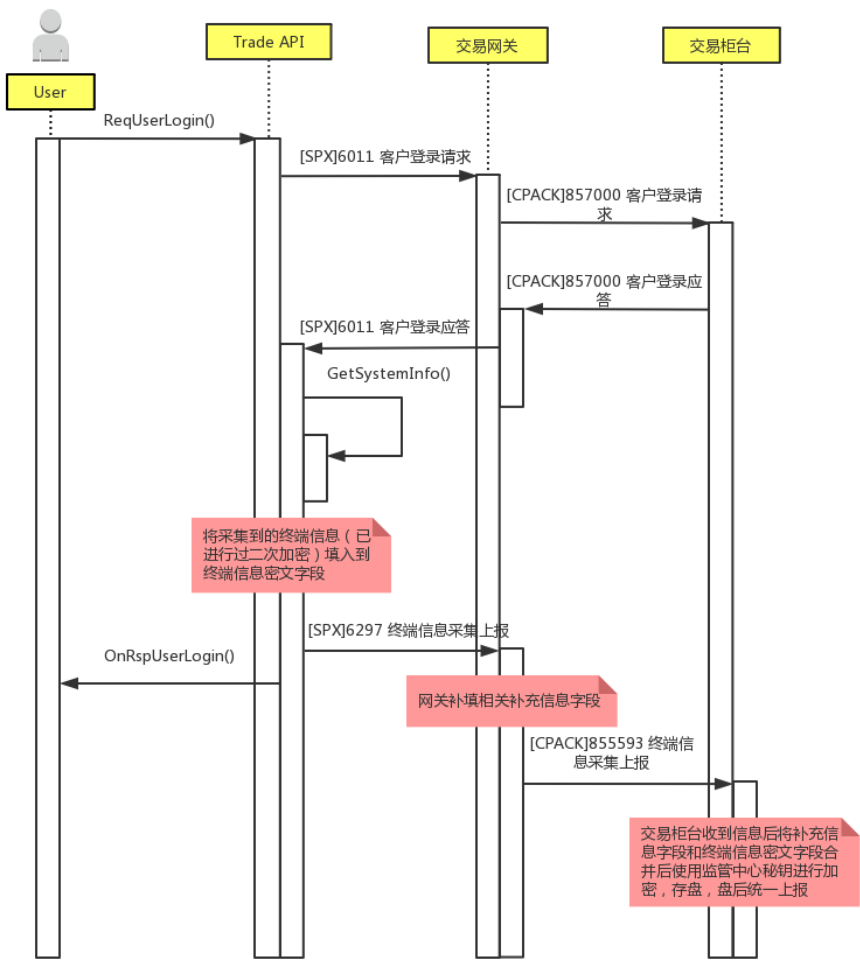 User
Trade API
交易网关
交易柜台
ReqUserLogin()
[SPX]6011 客户登录请求
[CPACK]857000 客户登录请
求
[CPACK]857000 客户登录应
答
[SPX]6011 客户登录应答
GetSystemInfo()
将采集到的终端信息（已
进行过二次加密）填入到
终端信息密文字段
[SPX]6297 终端信息采集上报
OnRspUserLogin()
网关补填相关补充信息字段
[CPACK]855593 终端信
息采集上报
交易柜台收到信息后将补充信
息字段和终端信息密文字段合
并后使用监管中心秘钥进行加
密，存盘，盘后统一上报